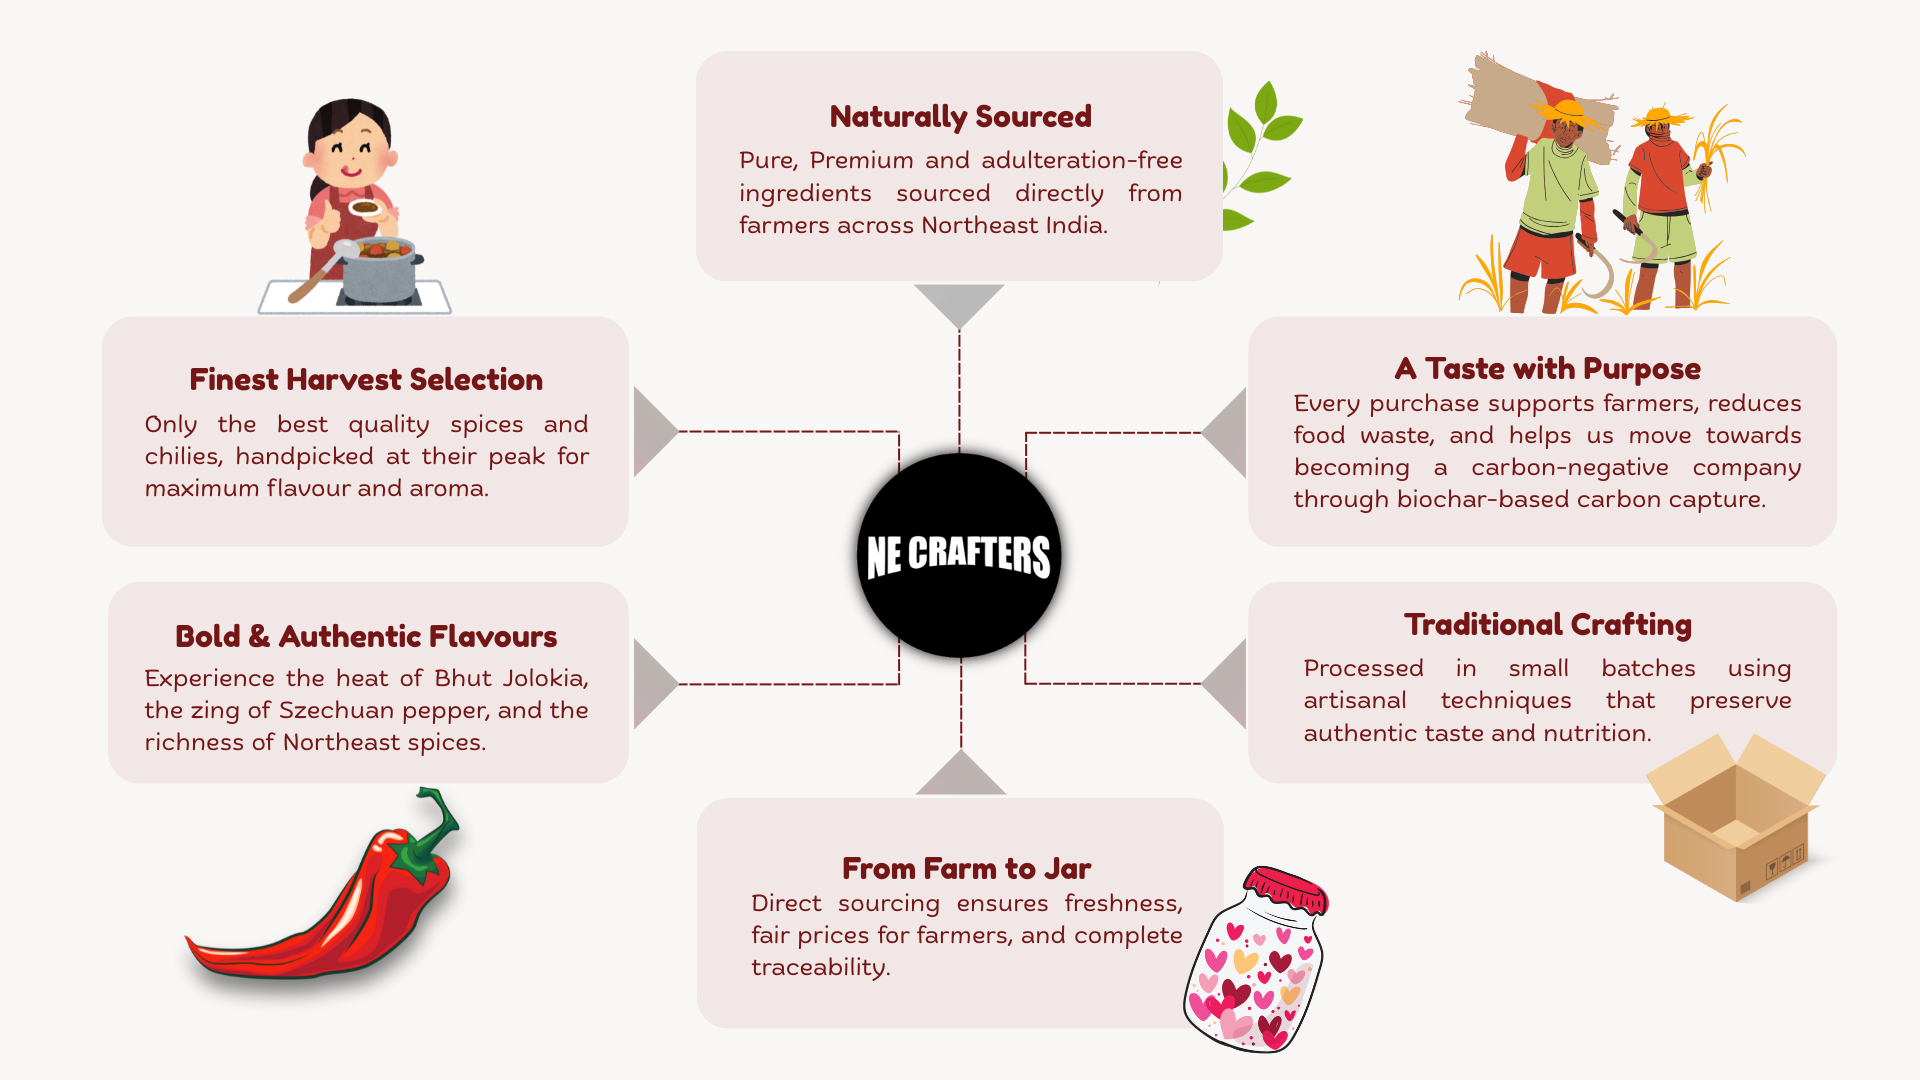 Naturally Sourced
Pure, Premium and adulteration-free
ingredients sourced directly from
farmers across Northeast India.
Finest Harvest Selection
Only the best quality spices and
chilies, handpicked at their peak for
maximum flavour and aroma.
A Taste with Purpose
Every purchase supports farmers, reduces
food waste, and helps us move towards
becoming a carbon-negative company
through biochar-based carbon capture.
NE CRAFTERS
Bold & Authentic Flavours
Experience the heat of Bhut Jolokia,
the zing of Szechuan pepper, and the
richness of Northeast spices.
Traditional Crafting
Processed in small batches using
artisanal techniques that preserve
authentic taste and nutrition.
From Farm to Jar
Direct sourcing ensures freshness,
fair prices for farmers, and complete
traceability.